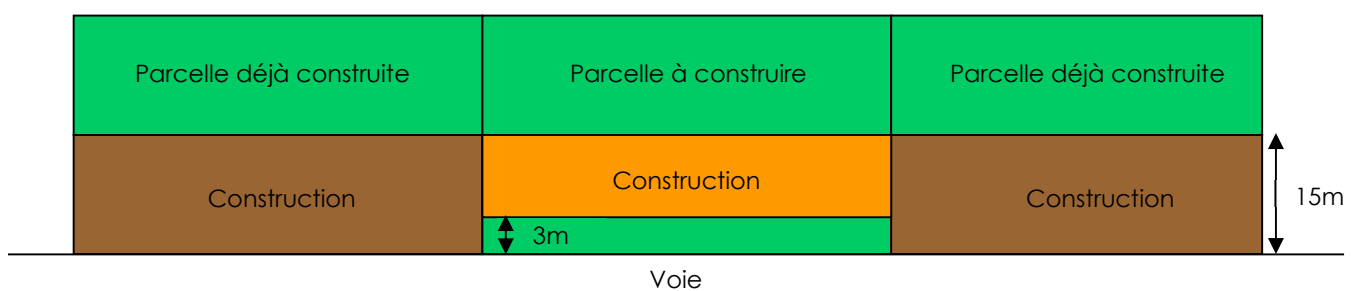 Parcelle déjà construite
Parcelle à construire
Parcelle déjà construite
Construction
Construction
Construction
15m
3m
Voie